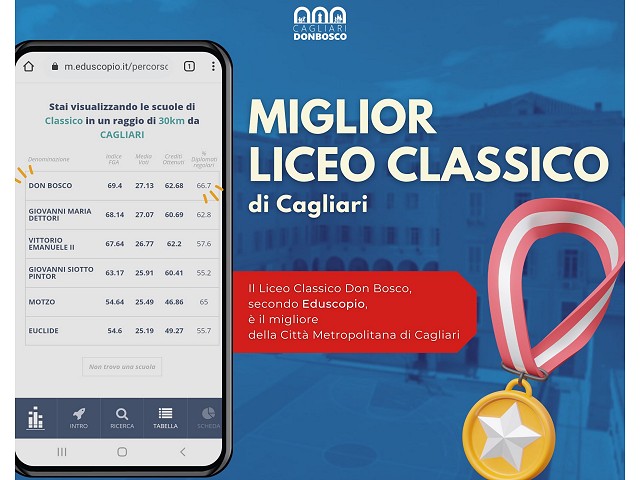 CAGLIARI
DONBOSCO
m.eduscopio.it/percorso
1
Stai visualizzando le scuole di
Classico in un raggio di 30km da
CAGLIARI
Denominazione Indice FGA Media Voti Crediti Ottenuti % Diplomati regolari
DON BOSCO 69.4 27.13 62.68 66.7
GIOVANNI MARIA DETTORI 68.14 27.07 60.69 62.8
VITTORIO EMANUELE II 67.64 26.77 62.2 57.6
GIOVANNI SIOTTO PINTOR 63.17 25.91 60.41 55.2
MOTZO 54.64 25.49 46.86 65
EUCLIDE 54.6 25.19 49.27 55.7
Non trovo una scuola
INTRO RICERCA TABELLA SCHEDA
MIGLIOR
LICEO CLASSICO
di Cagliari
Il Liceo Classico Don Bosco,
secondo Eduscopio,
è il migliore
della Città Metropolitana di Cagliari